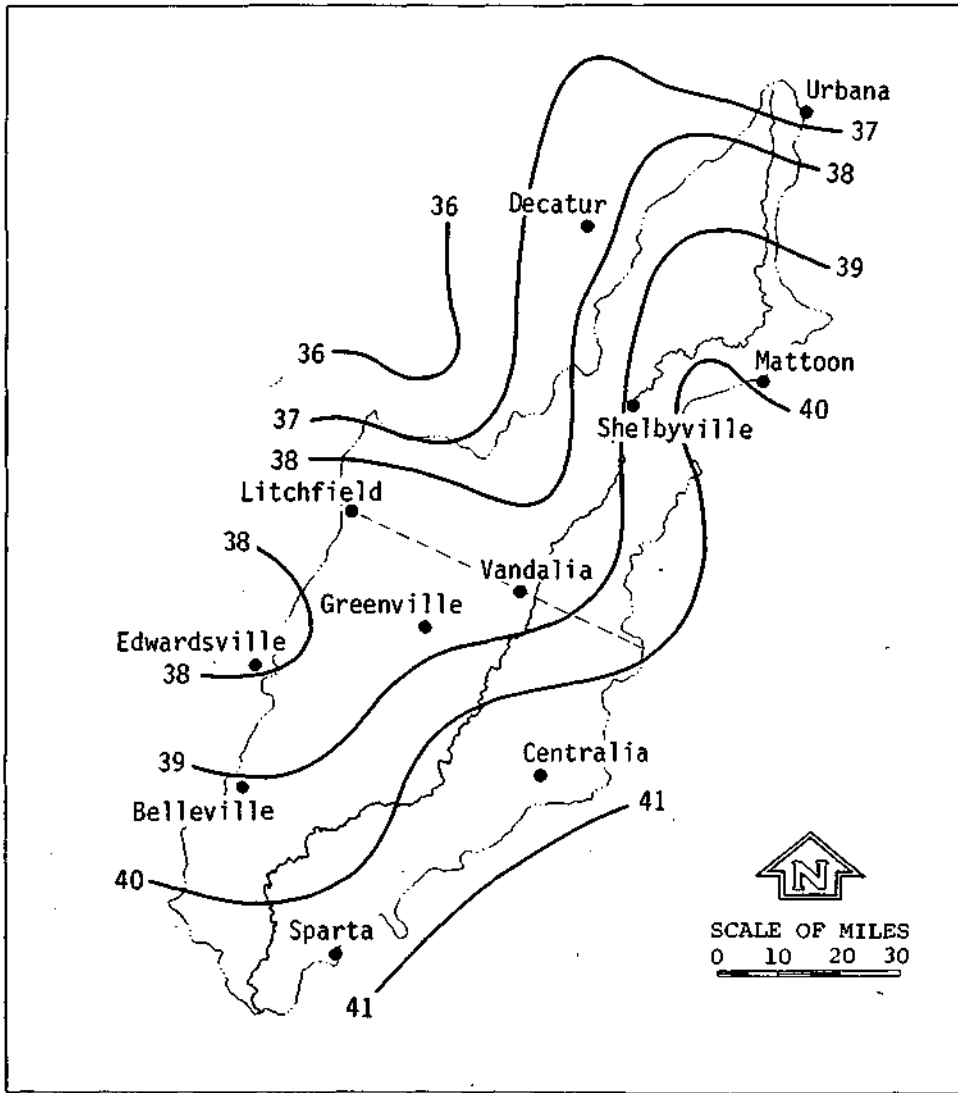 Urbana
37
38
36
Decatur
39
36
Mattoon
37
40
Shelbyville
38
Litchfield
38
Vandalia
Greenville
Edwardsville
38
39
Centralia
Belleville
41
40
N
Sparta
SCALE OF MILES
0 10 20 30
41